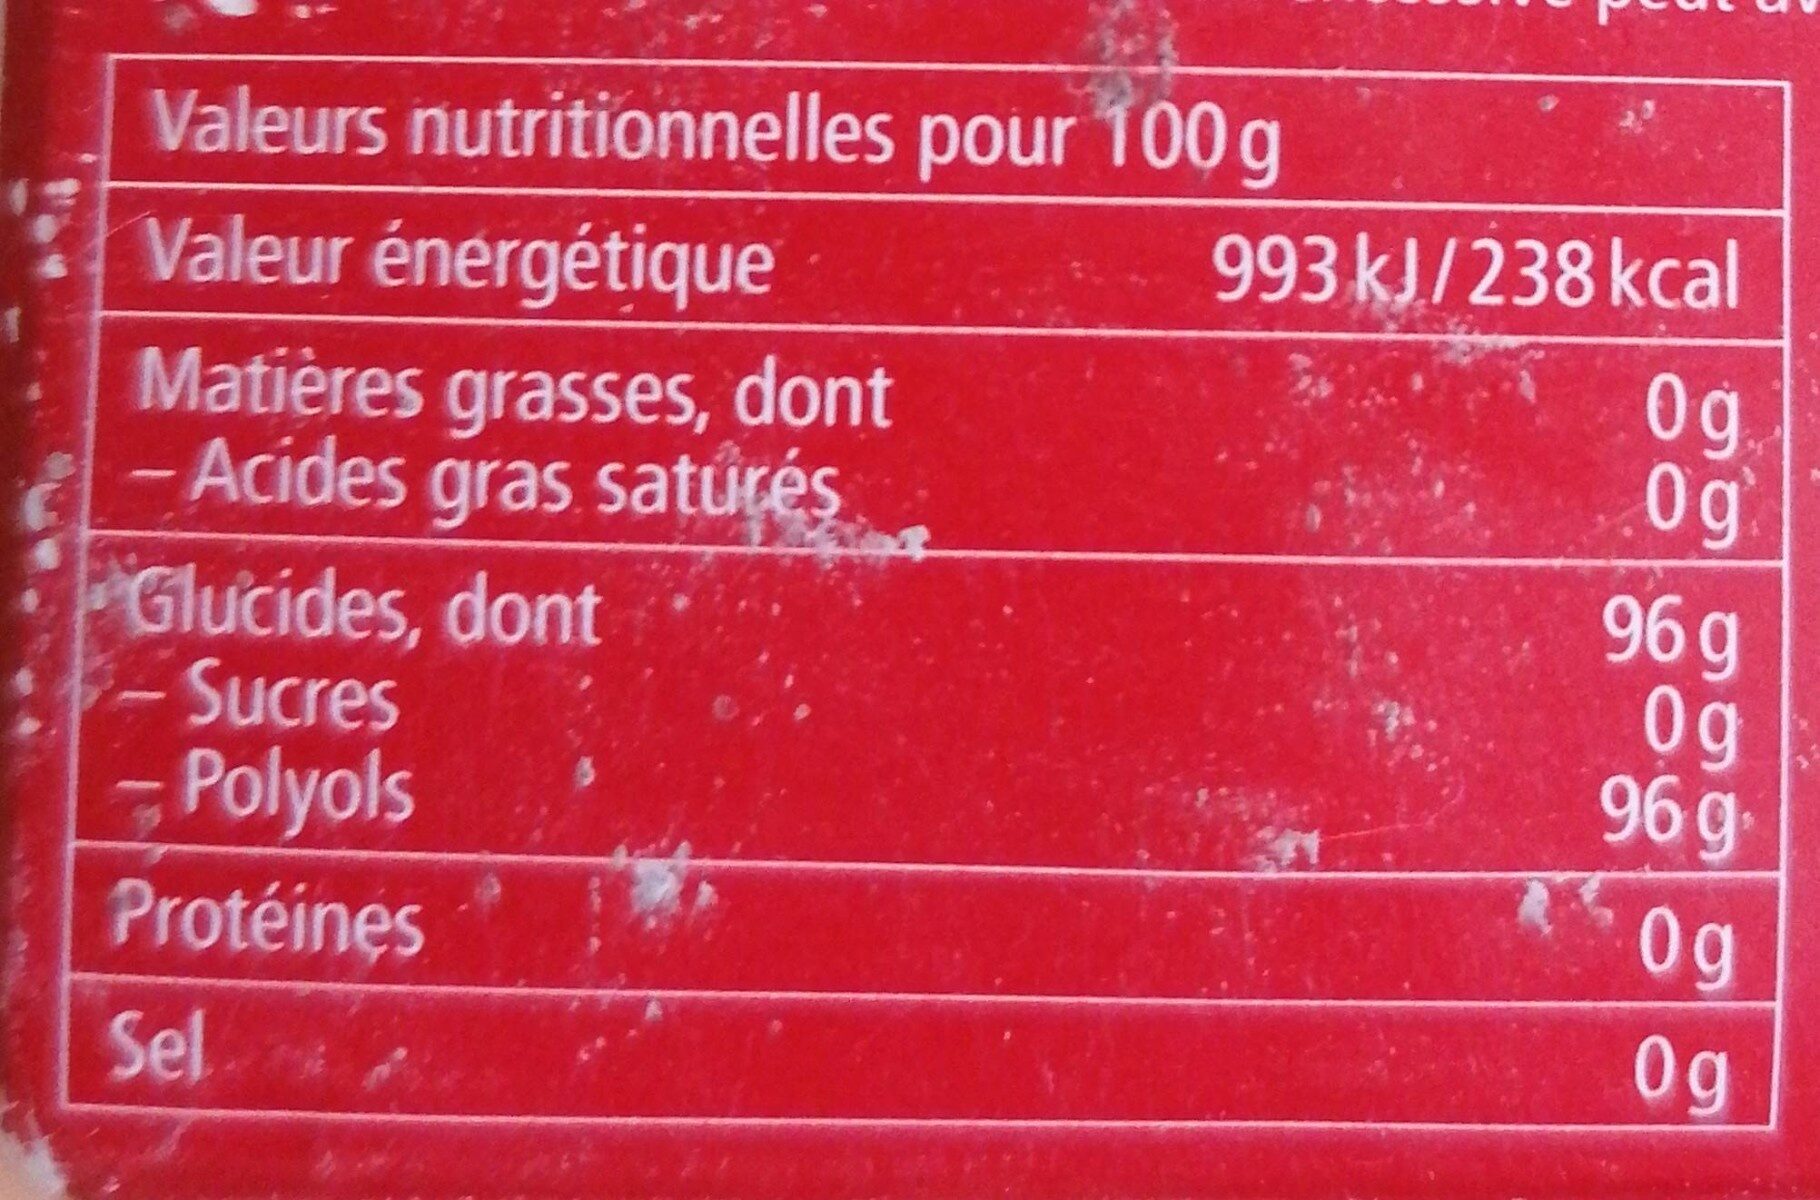 Valeurs nutritionnelles pour 100 g
Valeur énergétique 993 kJ / 238 kcal
Matières grasses, dont 0 g
– Acides gras saturés 0 g
Glucides, dont 96 g
– Sucres 0 g
– Polyols 96 g
Protéines 0 g
Sel 0 g